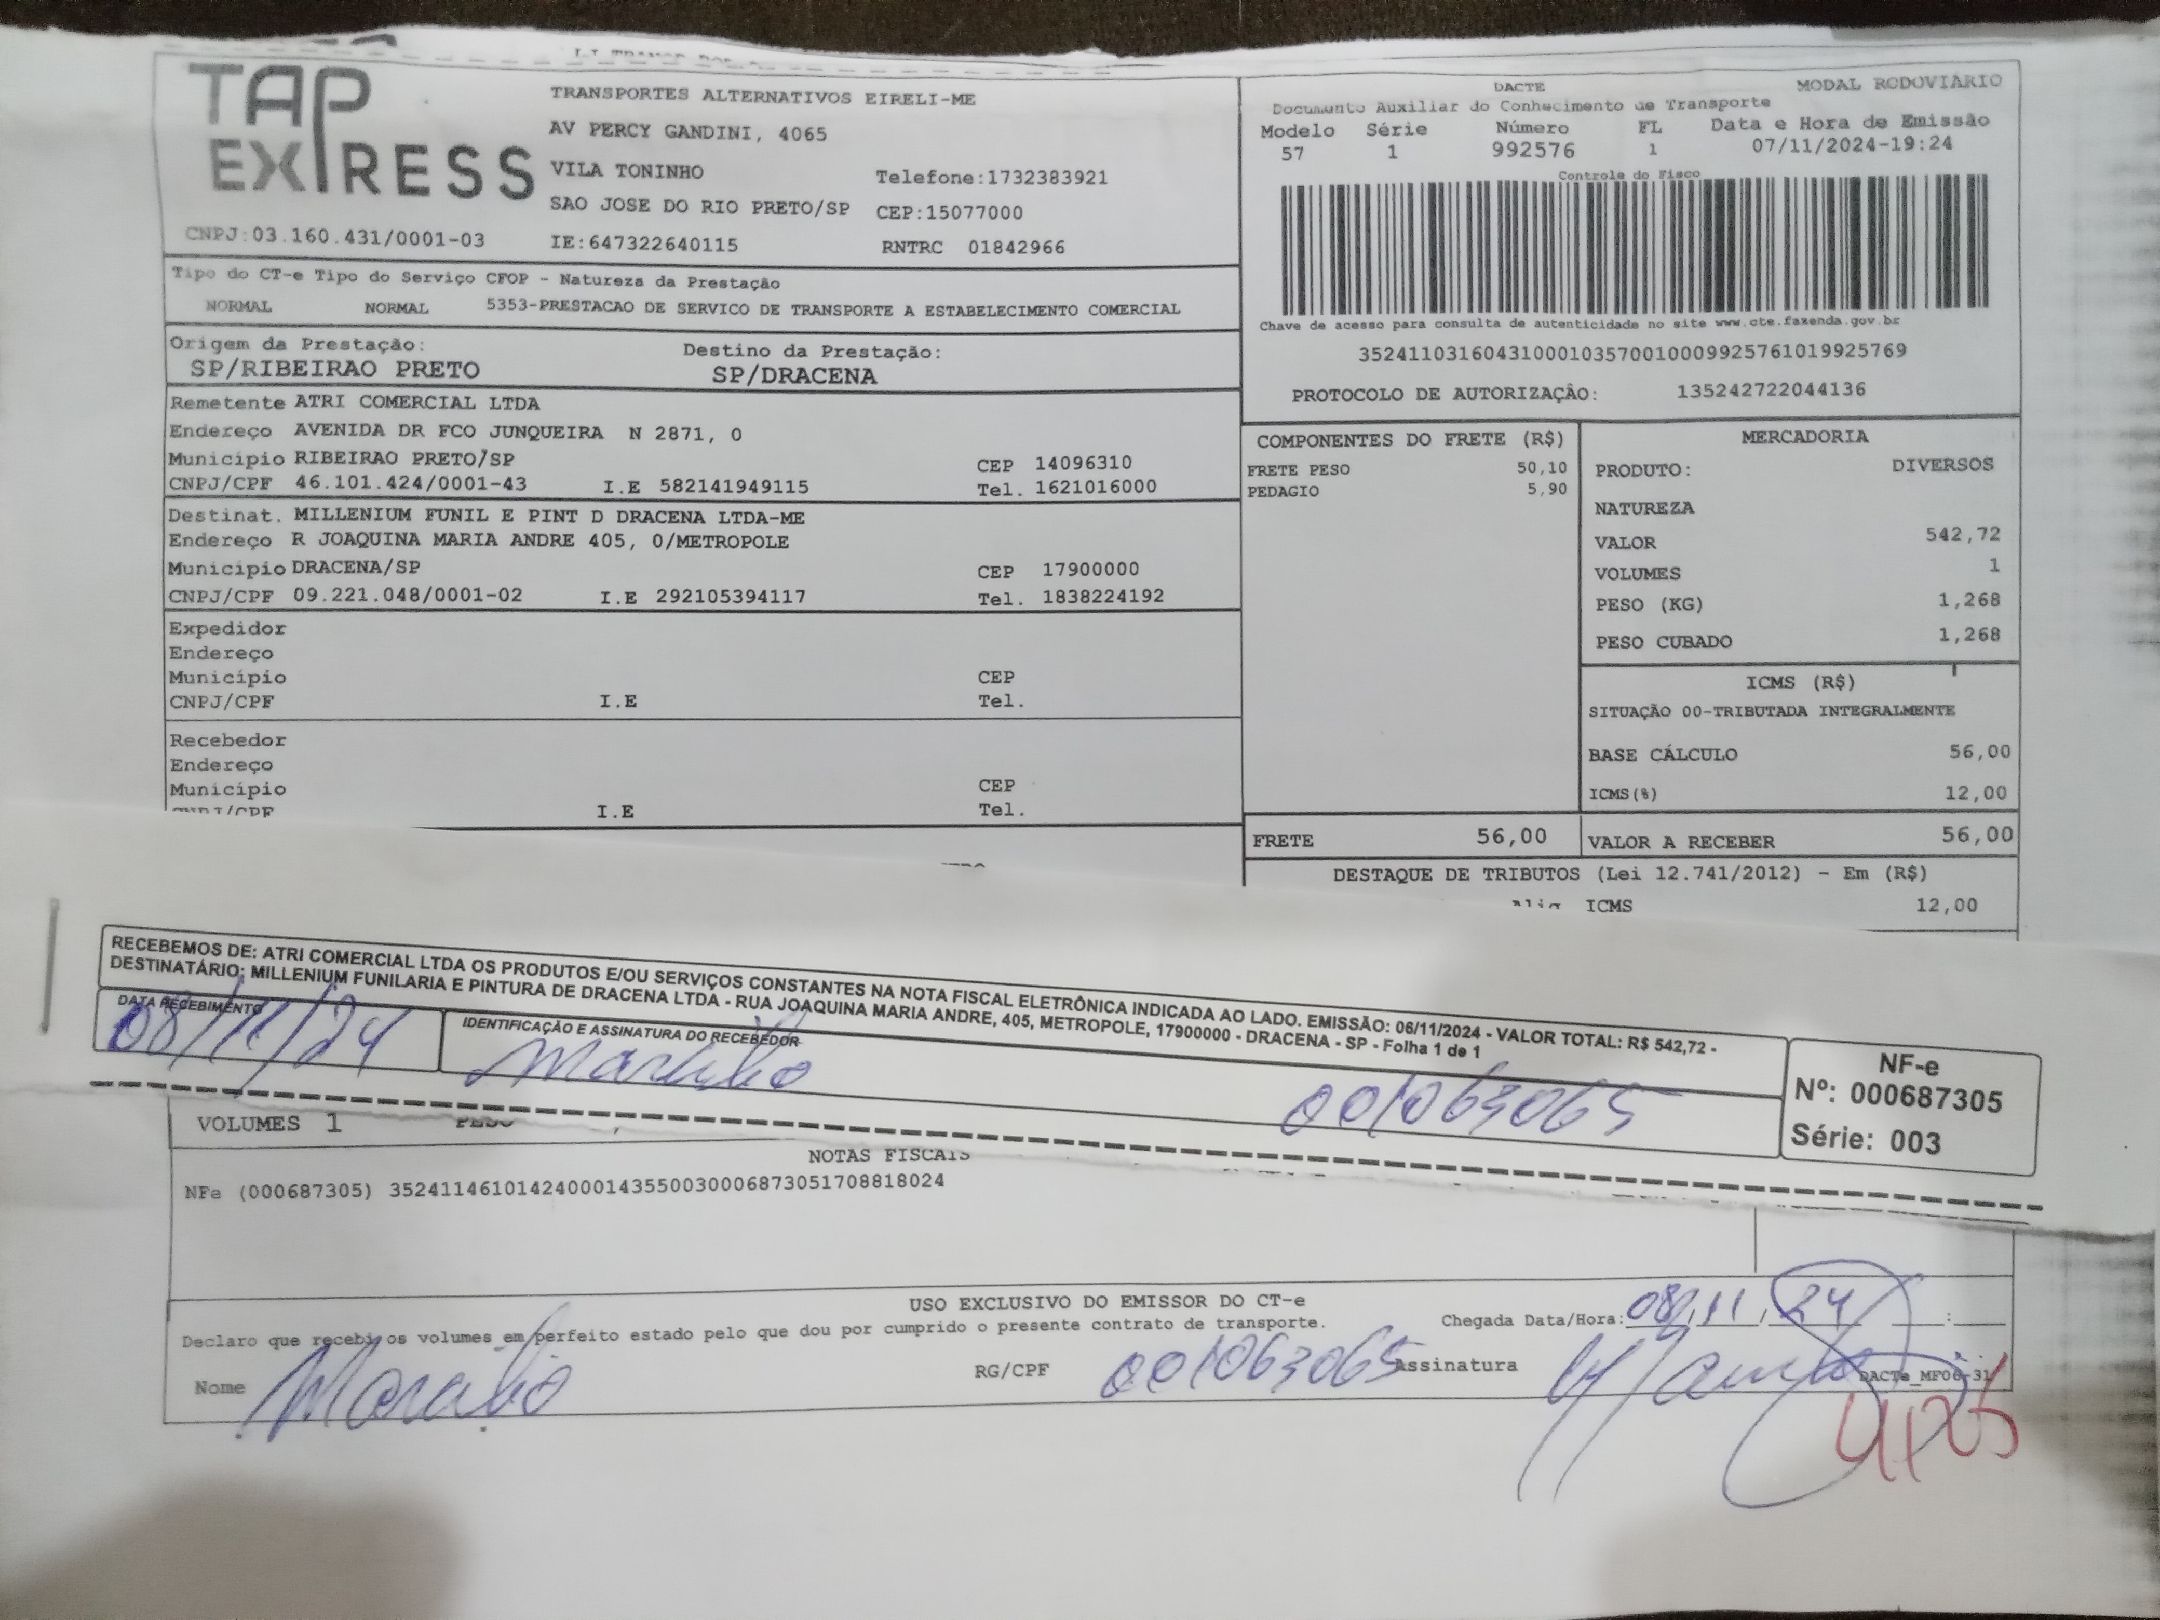 TAP
EXPRESS
TRANSPORTES ALTERNATIVOS EIRELI-ME
AV PERCY GANDINI, 4065
VILA TONINHO Telefone:1732383921
SAO JOSE DO RIO PRETO/SP CEP:15077000
CNPJ:03.160.431/0001-03 IE:647322640115 RNTRC 01842966
DACTE MODAL RODOVIARIO
Documento Auxiliar do Conhecimento de Transporte
Modelo Série Número FL Data e Hora de Emissão
57 1 992576 1 07/11/2024-19:24
Controle do Fisco
Chave de acesso para consulta de autenticidade no site www.cte.fazenda.gov.br
35241103160431000103570010009925761019925769
PROTOCOLO DE AUTORIZAÇÃO: 135242722044136
Tipo do CT-e Tipo do Serviço CFOP - Natureza da Prestação
NORMAL NORMAL 5353-PRESTACAO DE SERVICO DE TRANSPORTE A ESTABELECIMENTO COMERCIAL
Origem da Prestação: Destino da Prestação:
SP/RIBEIRAO PRETO SP/DRACENA
Remetente ATRI COMERCIAL LTDA
Endereço AVENIDA DR FCO JUNQUEIRA N 2871, 0
Município RIBEIRAO PRETO/SP CEP 14096310
CNPJ/CPF 46.101.424/0001-43 I.E 582141949115 Tel. 1621016000
Destinat. MILLENIUM FUNIL E PINT D DRACENA LTDA-ME
Endereço R JOAQUINA MARIA ANDRE 405, 0/METROPOLE
Município DRACENA/SP CEP 17900000
CNPJ/CPF 09.221.048/0001-02 I.E 292105394117 Tel. 1838224192
Expedidor
Endereço
Município CEP
CNPJ/CPF I.E Tel.
Recebedor
Endereço
Município CEP
CNPJ/CPF I.E Tel.
COMPONENTES DO FRETE (R$)
FRETE PESO 50,10
PEDAGIO 5,90
MERCADORIA
PRODUTO: DIVERSOS
NATUREZA
VALOR 542,72
VOLUMES 1
PESO (KG) 1,268
PESO CUBADO 1,268
ICMS (R$)
SITUAÇÃO 00-TRIBUTADA INTEGRALMENTE
BASE CÁLCULO 56,00
ICMS(%) 12,00
FRETE 56,00 VALOR A RECEBER 56,00
DESTAQUE DE TRIBUTOS (Lei 12.741/2012) - Em (R$)
Aliq ICMS 12,00
RECEBEMOS DE: ATRI COMERCIAL LTDA OS PRODUTOS E/OU SERVIÇOS CONSTANTES NA NOTA FISCAL ELETRÔNICA INDICADA AO LADO. EMISSÃO: 06/11/2024 - VALOR TOTAL: R$ 542,72 -
DESTINATÁRIO: MILLENIUM FUNILARIA E PINTURA DE DRACENA LTDA - RUA JOAQUINA MARIA ANDRE, 405, METROPOLE, 17900000 - DRACENA - SP - Folha 1 de 1
DATA RECEBIMENTO IDENTIFICAÇÃO E ASSINATURA DO RECEBEDOR
08/11/24 001063065
NF-e
Nº: 000687305
Série: 003
VOLUMES 1 PESO
NOTAS FISCAIS
NFe (000687305) 35241146101424000143550030006873051708818024
USO EXCLUSIVO DO EMISSOR DO CT-e
Declaro que recebi os volumes em perfeito estado pelo que dou por cumprido o presente contrato de transporte.
Chegada Data/Hora: 08/11/24 :
Nome RG/CPF 001063065 Assinatura
DACTe_MF06-31